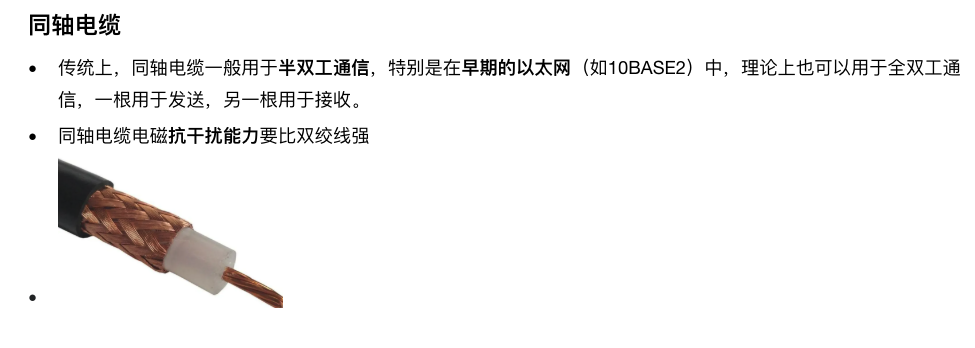 同轴电缆
• 传统上，同轴电缆一般用于半双工通信，特别是在早期的以太网（如10BASE2）中，理论上也可以用于全双工通
信，一根用于发送，另一根用于接收。
• 同轴电缆电磁抗干扰能力要比双绞线强
•